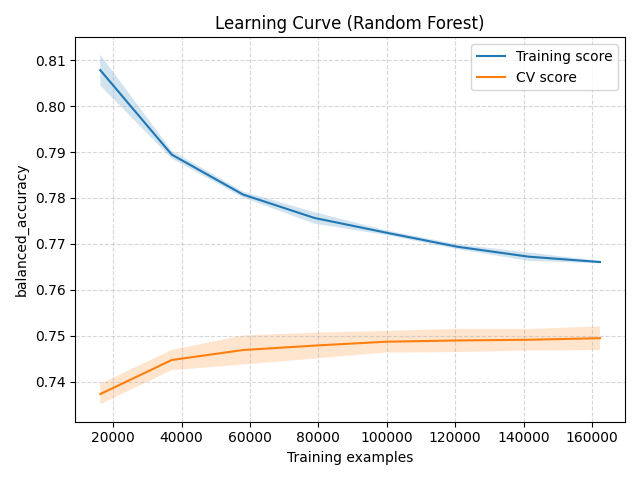 Learning Curve (Random Forest)
Training score
CV score
balanced_accuracy
0.81
0.80
0.79
0.78
0.77
0.76
0.75
0.74
20000 40000 60000 80000 100000 120000 140000 160000
Training examples